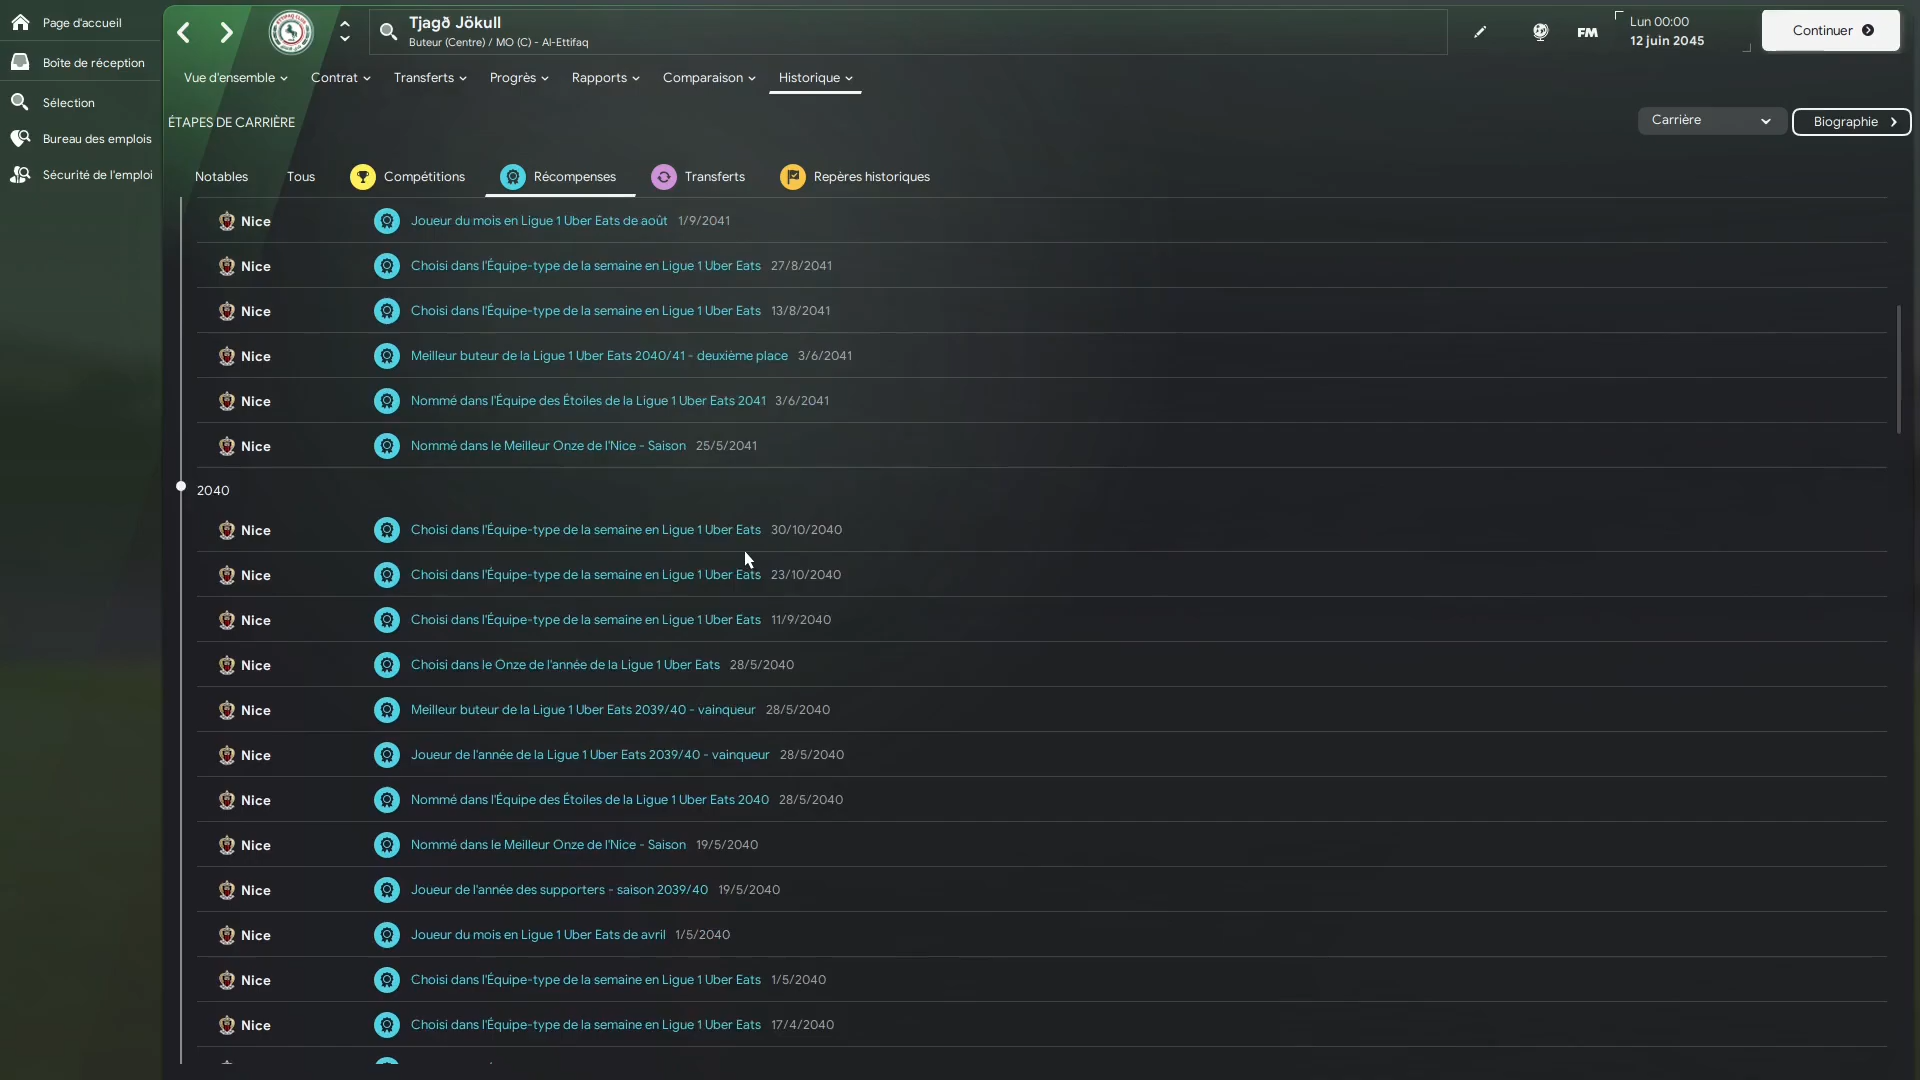 Page d'accueil
Boîte de réception
Sélection
Bureau des emplois
Sécurité de l'emploi
Tjagð Jökull
Buteur (Centre) / MO (C) - Al-Ettifaq
FM
Lun 00:00
12 juin 2045
Continuer
Vue d'ensemble
Contrat
Transferts
Progrès
Rapports
Comparaison
Historique
ÉTAPES DE CARRIÈRE
Carrière
Biographie
Notables
Tous
Compétitions
Récompenses
Transferts
Repères historiques
Nice Joueur du mois en Ligue 1 Uber Eats de août 1/9/2041
Nice Choisi dans l'Équipe-type de la semaine en Ligue 1 Uber Eats 27/8/2041
Nice Choisi dans l'Équipe-type de la semaine en Ligue 1 Uber Eats 13/8/2041
Nice Meilleur buteur de la Ligue 1 Uber Eats 2040/41 - deuxième place 3/6/2041
Nice Nommé dans l'Équipe des Étoiles de la Ligue 1 Uber Eats 2041 3/6/2041
Nice Nommé dans le Meilleur Onze de l'Nice - Saison 25/5/2041
2040
Nice Choisi dans l'Équipe-type de la semaine en Ligue 1 Uber Eats 30/10/2040
Nice Choisi dans l'Équipe-type de la semaine en Ligue 1 Uber Eats 23/10/2040
Nice Choisi dans l'Équipe-type de la semaine en Ligue 1 Uber Eats 11/9/2040
Nice Choisi dans le Onze de l'année de la Ligue 1 Uber Eats 28/5/2040
Nice Meilleur buteur de la Ligue 1 Uber Eats 2039/40 - vainqueur 28/5/2040
Nice Joueur de l'année de la Ligue 1 Uber Eats 2039/40 - vainqueur 28/5/2040
Nice Nommé dans l'Équipe des Étoiles de la Ligue 1 Uber Eats 2040 28/5/2040
Nice Nommé dans le Meilleur Onze de l'Nice - Saison 19/5/2040
Nice Joueur de l'année des supporters - saison 2039/40 19/5/2040
Nice Joueur du mois en Ligue 1 Uber Eats de avril 1/5/2040
Nice Choisi dans l'Équipe-type de la semaine en Ligue 1 Uber Eats 1/5/2040
Nice Choisi dans l'Équipe-type de la semaine en Ligue 1 Uber Eats 17/4/2040